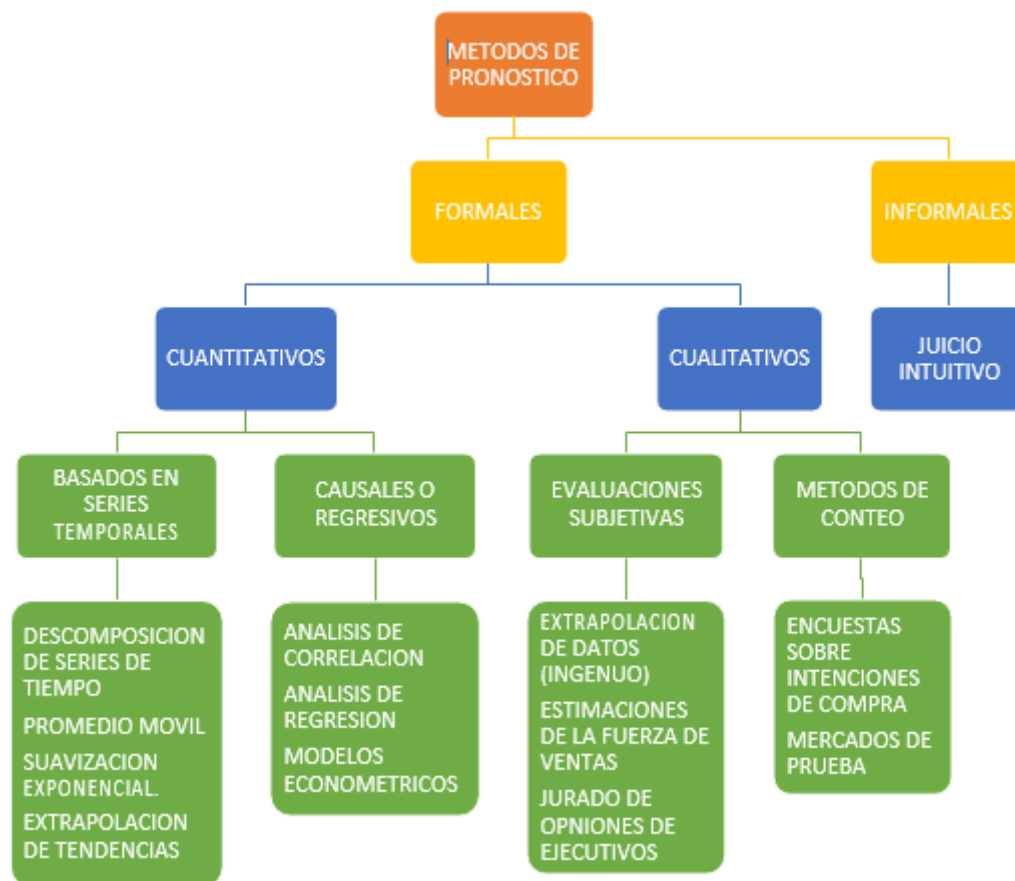 METODOS DE
PRONOSTICO
FORMALES
INFORMALES
CUANTITATIVOS
CUALITATIVOS
JUICIO
INTUITIVO
BASADOS EN
SERIES
TEMPORALES
CAUSALES O
REGRESIVOS
EVALUACIONES
SUBJETIVAS
METODOS DE
CONTEO
DESCOMPOSICION
DE SERIES DE
TIEMPO
PROMEDIO MOVIL
SUAVIZACION
EXPONENCIAL.
EXTRAPOLACION
DE TENDENCIAS
ANALISIS DE
CORRELACION
ANALISIS DE
REGRESION
MODELOS
ECONOMETRICOS
EXTRAPOLACION
DE DATOS
(INGENUO)
ESTIMACIONES
DE LA FUERZA DE
VENTAS
JURADO DE
OPNIONES DE
EJECUTIVOS
ENCUESTAS
SOBRE
INTENCIONES
DE COMPRA
MERCADOS DE
PRUEBA